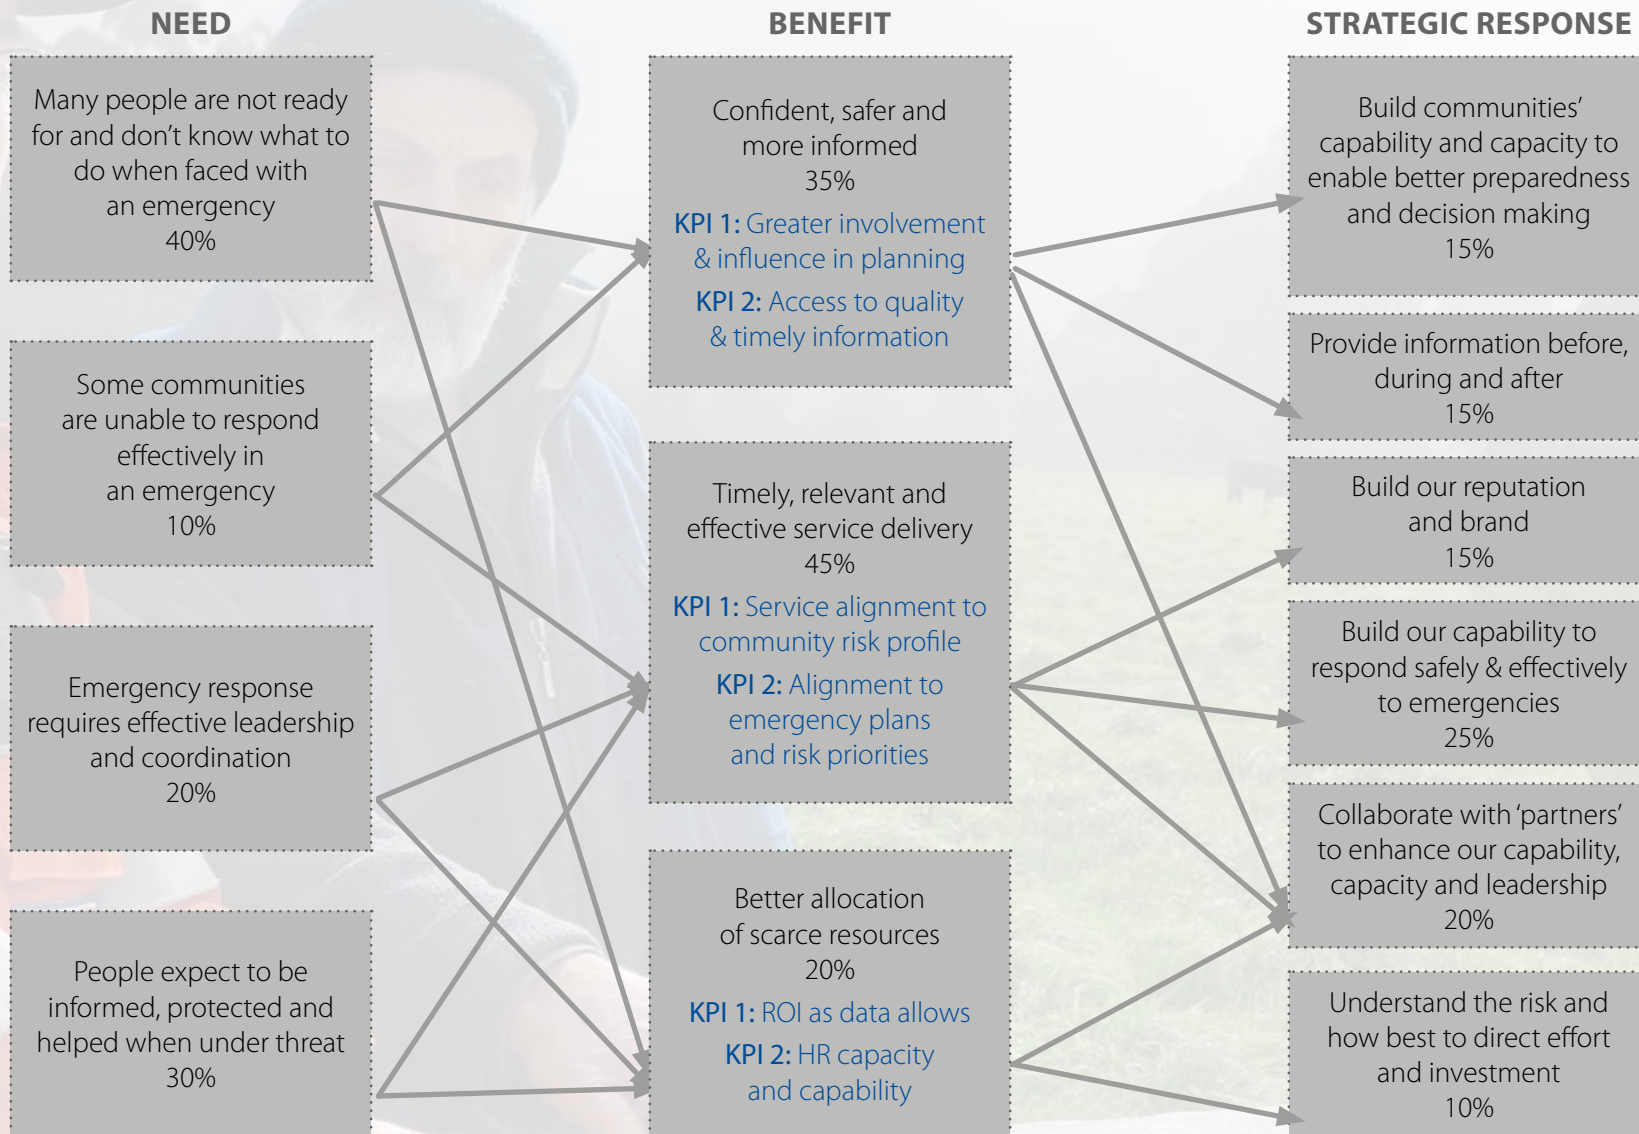 NEED
Many people are not ready
for and don't know what to
do when faced with
an emergency
40%
Some communities
are unable to respond
effectively in
an emergency
10%
Emergency response
requires effective leadership
and coordination
20%
People expect to be
informed, protected and
helped when under threat
30%
BENEFIT
Confident, safer and
more informed
35%
KPI 1: Greater involvement
& influence in planning
KPI 2: Access to quality
& timely information
Timely, relevant and
effective service delivery
45%
KPI 1: Service alignment to
community risk profile
KPI 2: Alignment to
emergency plans
and risk priorities
Better allocation
of scarce resources
20%
KPI 1: ROI as data allows
KPI 2: HR capacity
and capability
STRATEGIC RESPONSE
Build communities'
capability and capacity to
enable better preparedness
and decision making
15%
Provide information before,
during and after
15%
Build our reputation
and brand
15%
Build our capability to
respond safely & effectively
to emergencies
25%
Collaborate with 'partners'
to enhance our capability,
capacity and leadership
20%
Understand the risk and
how best to direct effort
and investment
10%